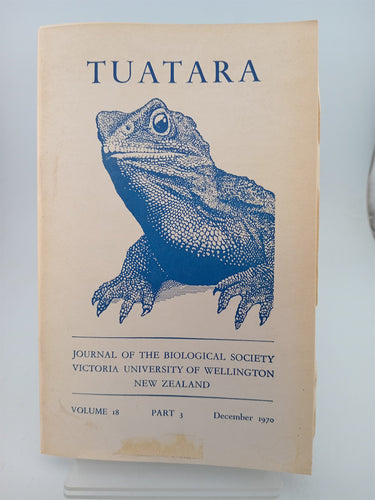 TUATARA
JOURNAL OF THE BIOLOGICAL SOCIETY
VICTORIA UNIVERSITY OF WELLINGTON
NEW ZEALAND
VOLUME 18 PART 3 December 1970